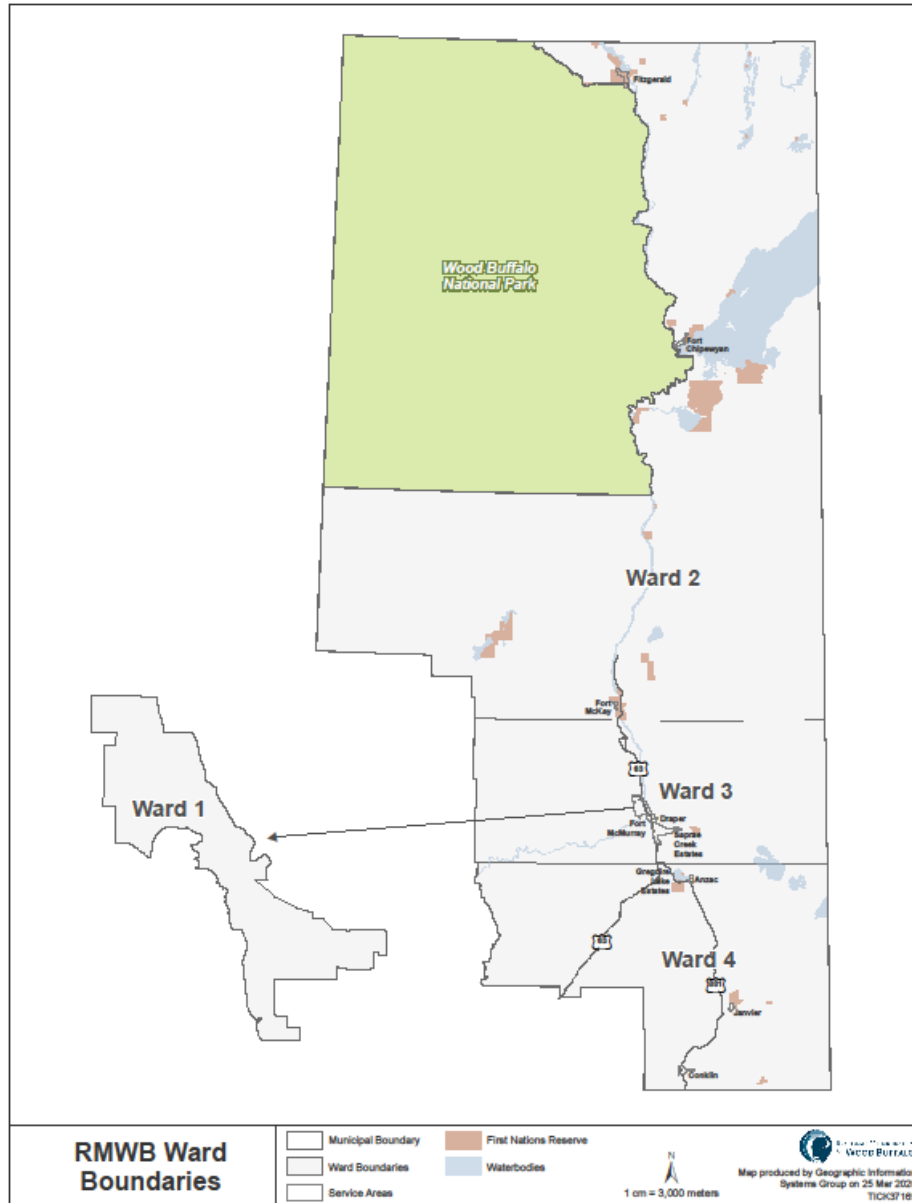 Fitzgerald
Wood Buffalo
National Park
Fort
Chipewyan
Ward 2
Fort
McKay
63
Ward 1
Ward 3
Draper
Fort
McMurray
Saprae
Creek
Estates
Gregoire
Lake
Estates
Anzac
63
Ward 4
881
Janvier
Conklin
RMWB Ward
Boundaries
Municipal Boundary
Ward Boundaries
Service Areas
First Nations Reserve
Waterbodies
N
1 cm = 3,000 meters
WOOD BUFFALO
Map produced by Geographic Information
Systems Group on 25 Mar 202
TICK3716